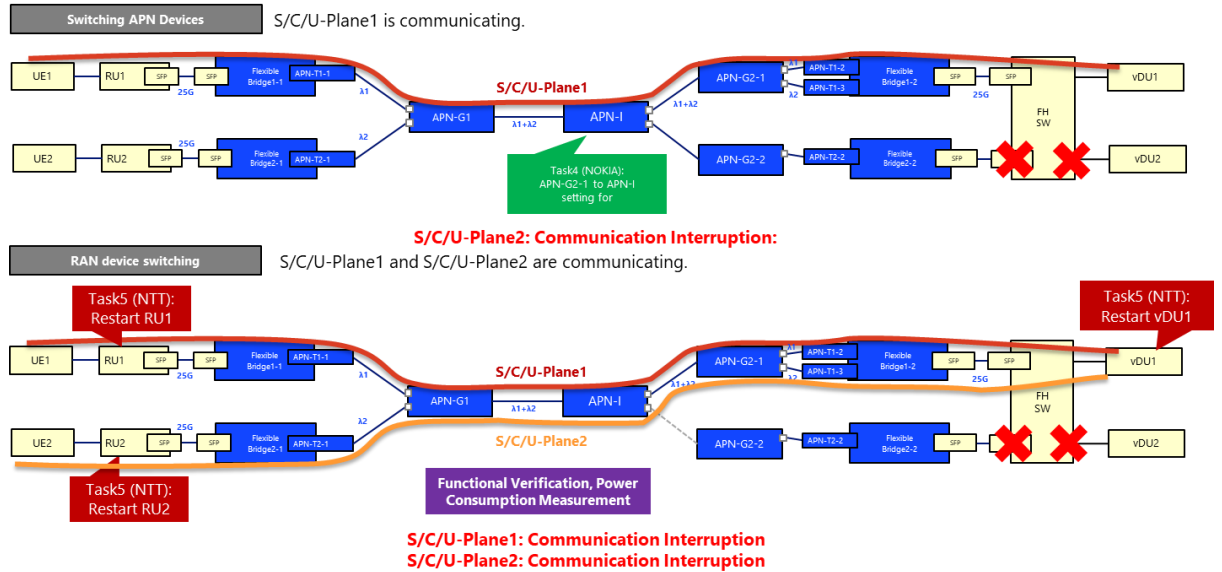 Switching APN Devices
S/C/U-Plane1 is communicating.
UE1
RU1
SFP
SFP
25G
Flexible
Bridge1-1
APN-T1-1
λ1
S/C/U-Plane1
APN-G1
λ1+λ2
APN-I
λ1+λ2
APN-G2-1
λ1
λ2
APN-T1-2
APN-T1-3
Flexible
Bridge1-2
SFP
SFP
25G
FH
SW
vDU1
UE2
RU2
SFP
SFP
25G
Flexible
Bridge2-1
APN-T2-1
λ2
APN-G2-2
APN-T2-2
Flexible
Bridge2-2
SFP
vDU2
Task4 (NOKIA):
APN-G2-1 to APN-I
setting for
S/C/U-Plane2: Communication Interruption:
RAN device switching
S/C/U-Plane1 and S/C/U-Plane2 are communicating.
Task5 (NTT):
Restart RU1
Task5 (NTT):
Restart vDU1
UE1
RU1
SFP
SFP
25G
Flexible
Bridge1-1
APN-T1-1
λ1
S/C/U-Plane1
APN-G1
λ1+λ2
APN-I
λ1+λ2
APN-G2-1
λ1
λ2
APN-T1-2
APN-T1-3
Flexible
Bridge1-2
SFP
SFP
25G
FH
SW
vDU1
UE2
RU2
SFP
SFP
25G
Flexible
Bridge2-1
APN-T2-1
λ2
S/C/U-Plane2
APN-G2-2
APN-T2-2
Flexible
Bridge2-2
SFP
vDU2
Task5 (NTT):
Restart RU2
Functional Verification, Power
Consumption Measurement
S/C/U-Plane1: Communication Interruption
S/C/U-Plane2: Communication Interruption